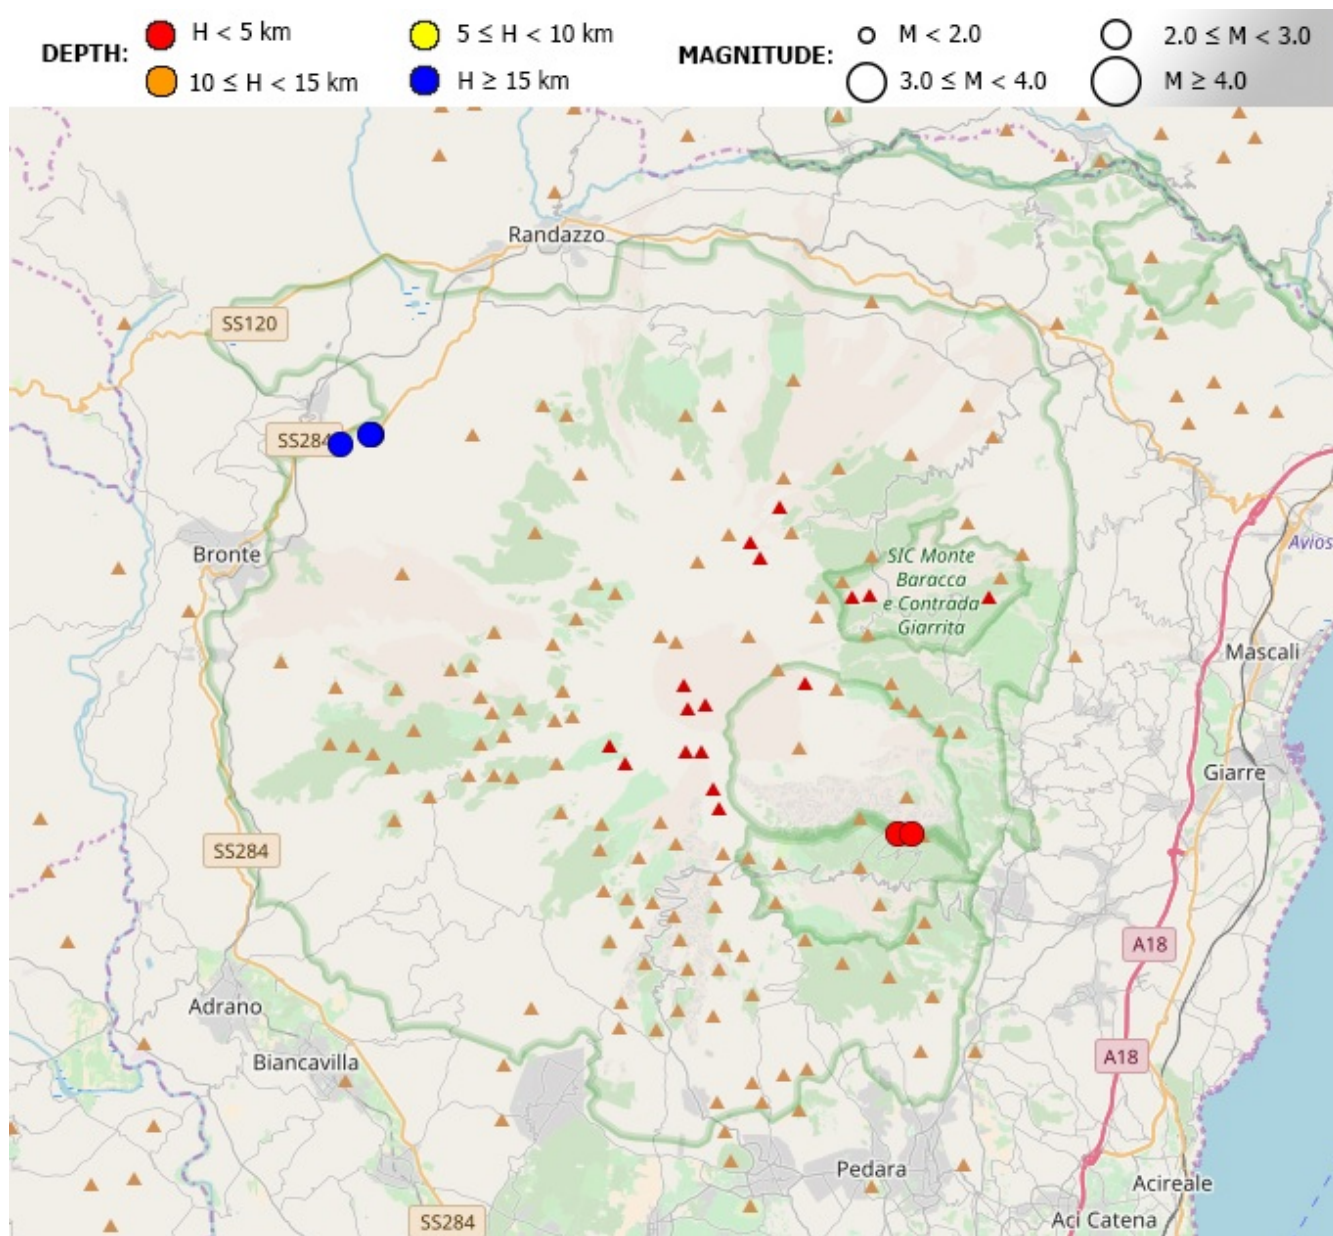 DEPTH:
H < 5 km
5 ≤ H < 10 km
10 ≤ H < 15 km
H ≥ 15 km
MAGNITUDE:
M < 2.0
2.0 ≤ M < 3.0
3.0 ≤ M < 4.0
M ≥ 4.0
Randazzo
SS120
SS284
Bronte
SIC Monte
Baracca
e Contrada
Giarrita
Avios
Mascali
Giarre
SS284
A18
Adrano
Biancavilla
A18
Pedara
Acireale
Aci Catena
SS284